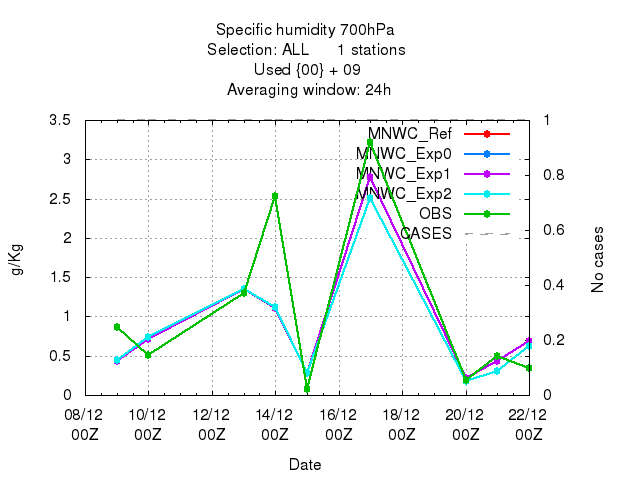 Specific humidity 700hPa
Selection: ALL 1 stations
Used {00} + 09
Averaging window: 24h
3.5 1
MNWC_Ref
3 MNWC_Exp0
0.8
MNWC_Exp1
2.5 MNWC_Exp2
OBS
0.6
2 CASES
g/Kg
No cases
1.5
0.4
1
0.2
0.5
0 0
08/12 10/12 12/12 14/12 16/12 18/12 20/12 22/12
00Z 00Z 00Z 00Z 00Z 00Z 00Z 00Z
Date